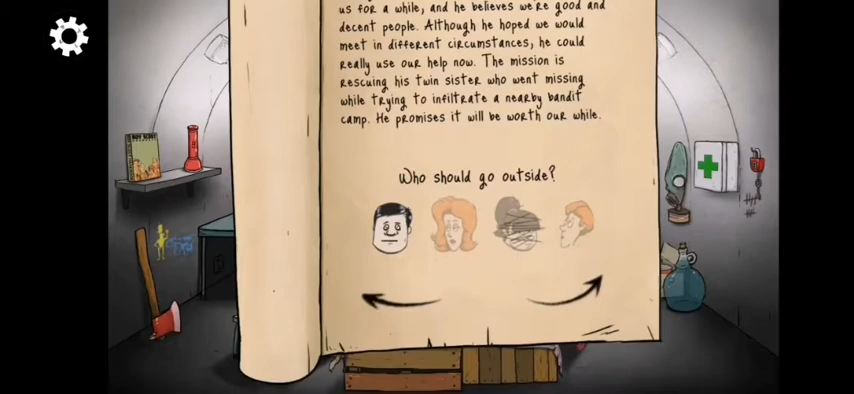 us for a while, and he believes we're good and
decent people. Although he hoped we would
meet in different circumstances, he could
really use our help now. The mission is
rescuing his twin sister who went missing
while trying to infiltrate a nearby bandit
camp. He promises it will be worth our while.
Who should go outside?
BOY SCOUT